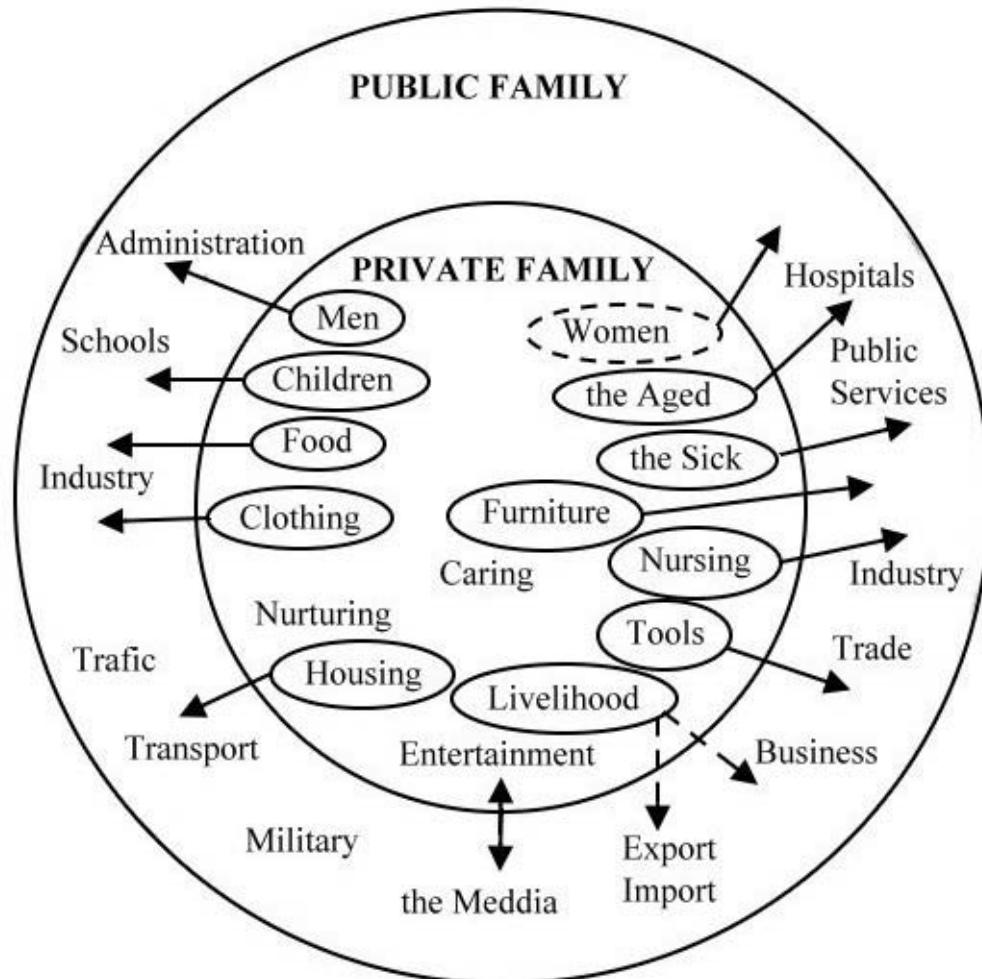 PUBLIC FAMILY
PRIVATE FAMILY
Administration
Men
Schools
Children
Food
Industry
Clothing
Women
Hospitals
the Aged
Public
Services
the Sick
Furniture
Caring
Nursing
Industry
Nurturing
Tools
Trafic
Housing
Trade
Livelihood
Transport
Entertainment
Business
Military
Export
Import
the Meddia